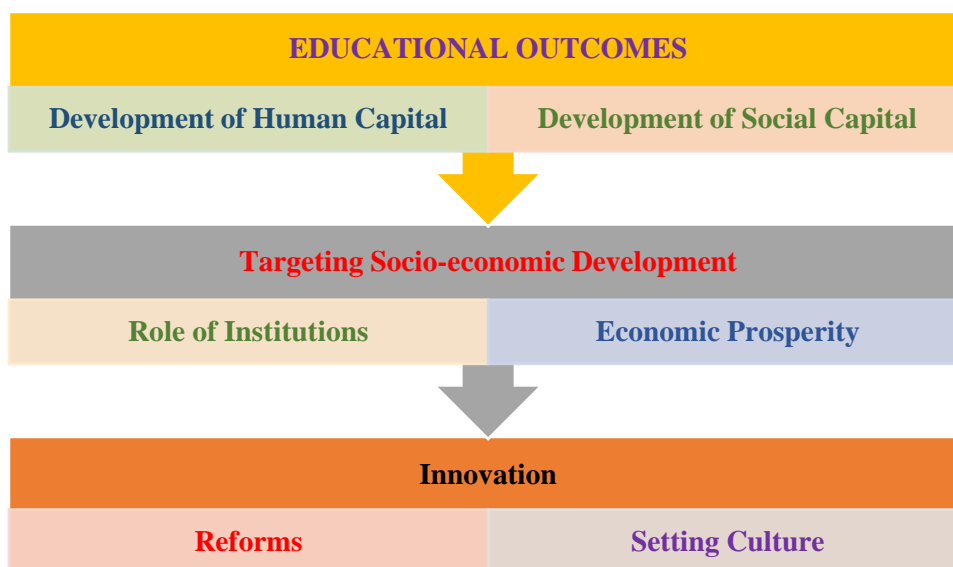 EDUCATIONAL OUTCOMES
Development of Human Capital
Development of Social Capital
Targeting Socio-economic Development
Role of Institutions
Economic Prosperity
Innovation
Reforms
Setting Culture